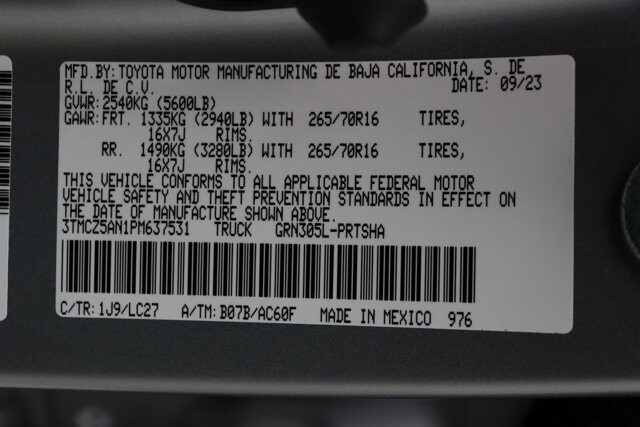 MFD.BY:TOYOTA MOTOR MANUFACTURING DE BAJA CALIFORNIA, S. DE
R.L. DE C.V. DATE: 09/23
GVWR: 2540KG (5600LB)
GAWR:FRT. 1335KG (2940LB) WITH 265/70R16 TIRES,
16X7J RIMS.
RR. 1490KG (3280LB) WITH 265/70R16 TIRES,
16X7J RIMS.
THIS VEHICLE CONFORMS TO ALL APPLICABLE FEDERAL MOTOR
VEHICLE SAFETY AND THEFT PREVENTION STANDARDS IN EFFECT ON
THE DATE OF MANUFACTURE SHOWN ABOVE.
3TMCZ5AN1PM637531 TRUCK GRN305L-PRTSHA
C/TR:1J9/LC27 A/TM:B07B/AC60F MADE IN MEXICO 976